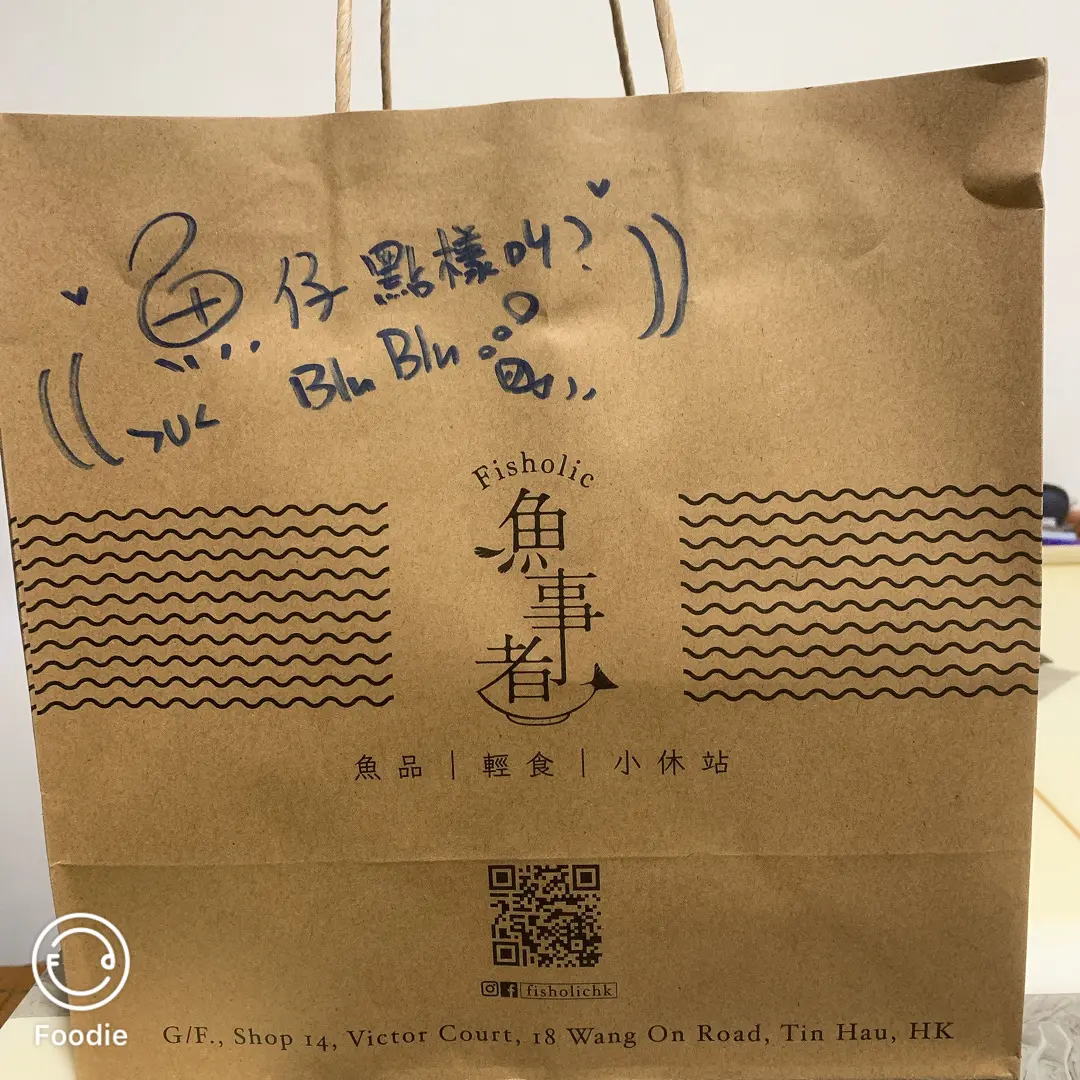 魚仔點樣叫?
Blu Blu
>U<
Fisholic
魚事者
魚品 | 輕食 | 小休站
fisholichk
G/F., Shop 14, Victor Court, 18 Wang On Road, Tin Hau, HK
Foodie